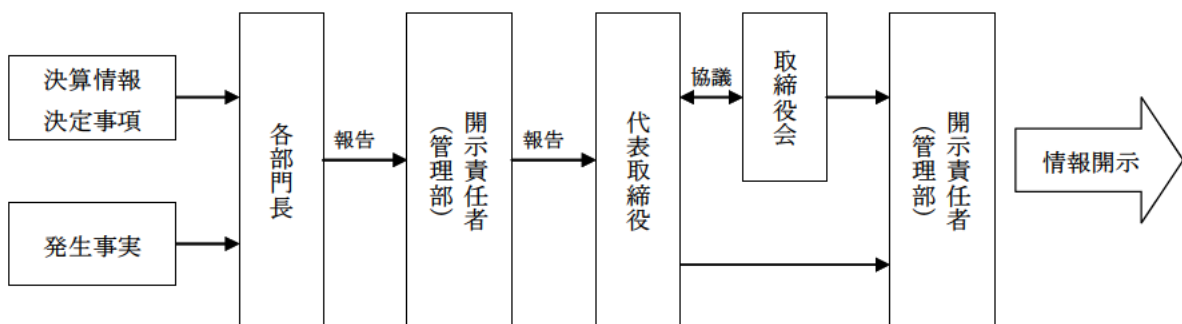 決算情報
決定事項
発生事実
各部門長
報告
開示責任者
(管理部)
報告
代表取締役
協議
取締役会
開示責任者
(管理部)
情報開示